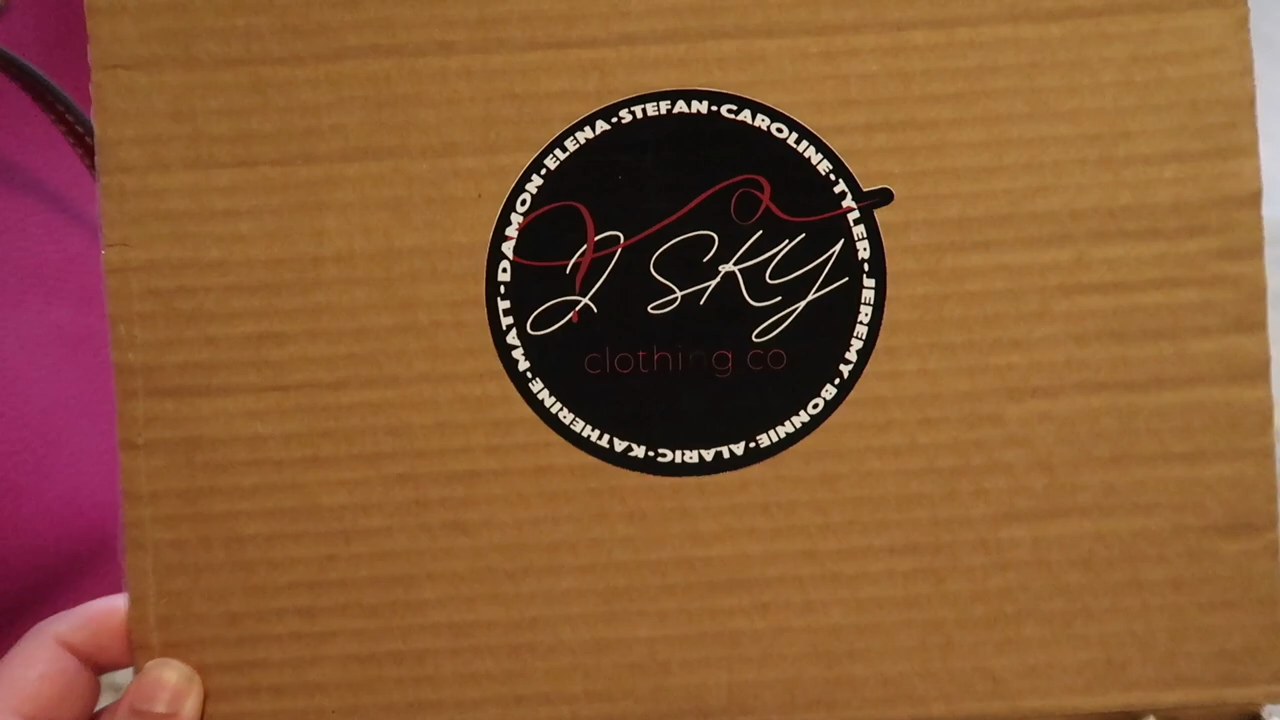 DAMON·ELENA·STEFAN·CAROLINE·TYLER·JEREMY·BONNIE·ALARIC·KATHERINE·MATT·
J SKY
clothing co